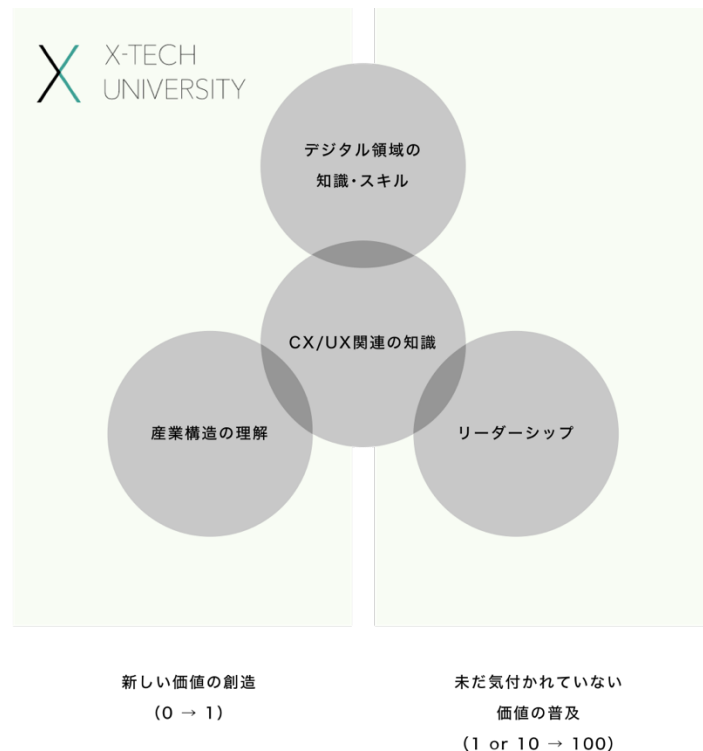 X-TECH
UNIVERSITY
デジタル領域の
知識・スキル
CX/UX関連の知識
産業構造の理解
リーダーシップ
新しい価値の創造
(0 → 1)
未だ気付かれていない
価値の普及
(1 or 10 → 100)